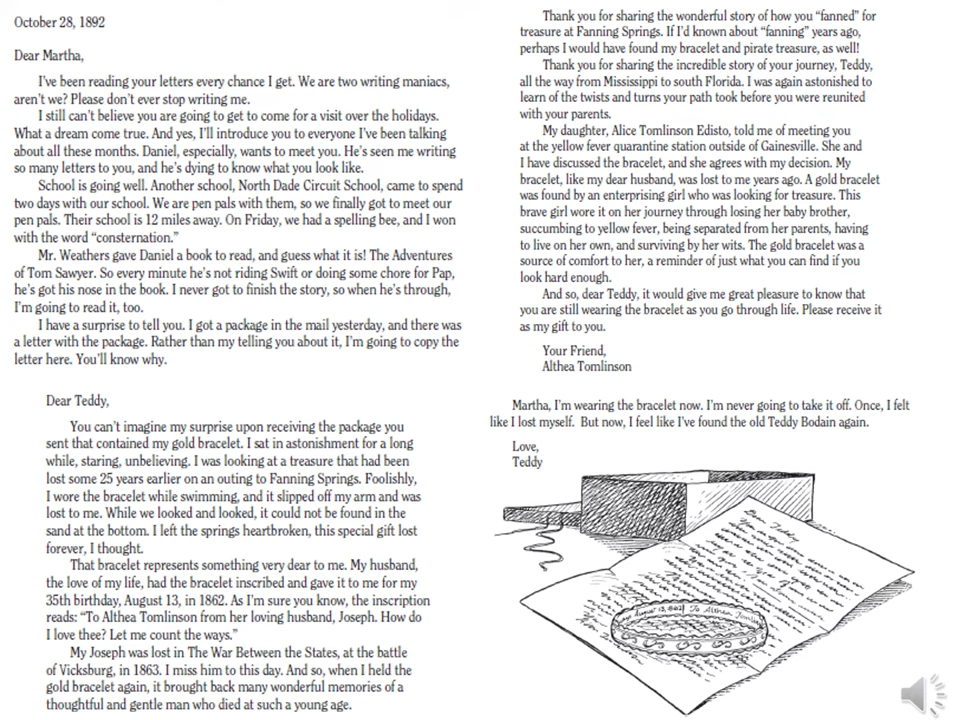 October 28, 1892
Dear Martha,
I've been reading your letters every chance I get. We are two writing maniacs,
aren't we? Please don't ever stop writing me.
I still can't believe you are going to get to come for a visit over the holidays.
What a dream come true. And yes, I'll introduce you to everyone I've been talking
about all these months. Daniel, especially, wants to meet you. He's seen me writing
so many letters to you, and he's dying to know what you look like.
School is going well. Another school, North Dade Circuit School, came to spend
two days with our school. We are pen pals with them, so we finally got to meet our
pen pals. Their school is 12 miles away. On Friday, we had a spelling bee, and I won
with the word “consternation.”
Mr. Weathers gave Daniel a book to read, and guess what it is! The Adventures
of Tom Sawyer. So every minute he's not riding Swift or doing some chore for Pap,
he's got his nose in the book. I never got to finish the story, so when he's through,
I'm going to read it, too.
I have a surprise to tell you. I got a package in the mail yesterday, and there was
a letter with the package. Rather than my telling you about it, I'm going to copy the
letter here. You'll know why.
Dear Teddy,
You can't imagine my surprise upon receiving the package you
sent that contained my gold bracelet. I sat in astonishment for a long
while, staring, unbelieving. I was looking at a treasure that had been
lost some 25 years earlier on an outing to Fanning Springs. Foolishly,
I wore the bracelet while swimming, and it slipped off my arm and was
lost to me. While we looked and looked, it could not be found in the
sand at the bottom. I left the springs heartbroken, this special gift lost
forever, I thought.
That bracelet represents something very dear to me. My husband,
the love of my life, had the bracelet inscribed and gave it to me for my
35th birthday, August 13, in 1862. As I'm sure you know, the inscription
reads: “To Althea Tomlinson from her loving husband, Joseph. How do
I love thee? Let me count the ways.”
My Joseph was lost in The War Between the States, at the battle
of Vicksburg, in 1863. I miss him to this day. And so, when I held the
gold bracelet again, it brought back many wonderful memories of a
thoughtful and gentle man who died at such a young age.
Thank you for sharing the wonderful story of how you “fanned” for
treasure at Fanning Springs. If I'd known about “fanning” years ago,
perhaps I would have found my bracelet and pirate treasure, as well!
Thank you for sharing the incredible story of your journey, Teddy,
all the way from Mississippi to south Florida. I was again astonished to
learn of the twists and turns your path took before you were reunited
with your parents.
My daughter, Alice Tomlinson Edisto, told me of meeting you
at the yellow fever quarantine station outside of Gainesville. She and
I have discussed the bracelet, and she agrees with my decision. My
bracelet, like my dear husband, was lost to me years ago. A gold bracelet
was found by an enterprising girl who was looking for treasure. This
brave girl wore it on her journey through losing her baby brother,
succumbing to yellow fever, being separated from her parents, having
to live on her own, and surviving by her wits. The gold bracelet was a
source of comfort to her, a reminder of just what you can find if you
look hard enough.
And so, dear Teddy, it would give me great pleasure to know that
you are still wearing the bracelet as you go through life. Please receive it
as my gift to you.
Your Friend,
Althea Tomlinson
Martha, I'm wearing the bracelet now. I'm never going to take it off. Once, I felt
like I lost myself. But now, I feel like I've found the old Teddy Bodain again.
Love,
Teddy
Dear Teddy,
August 13, 1862 To Althea